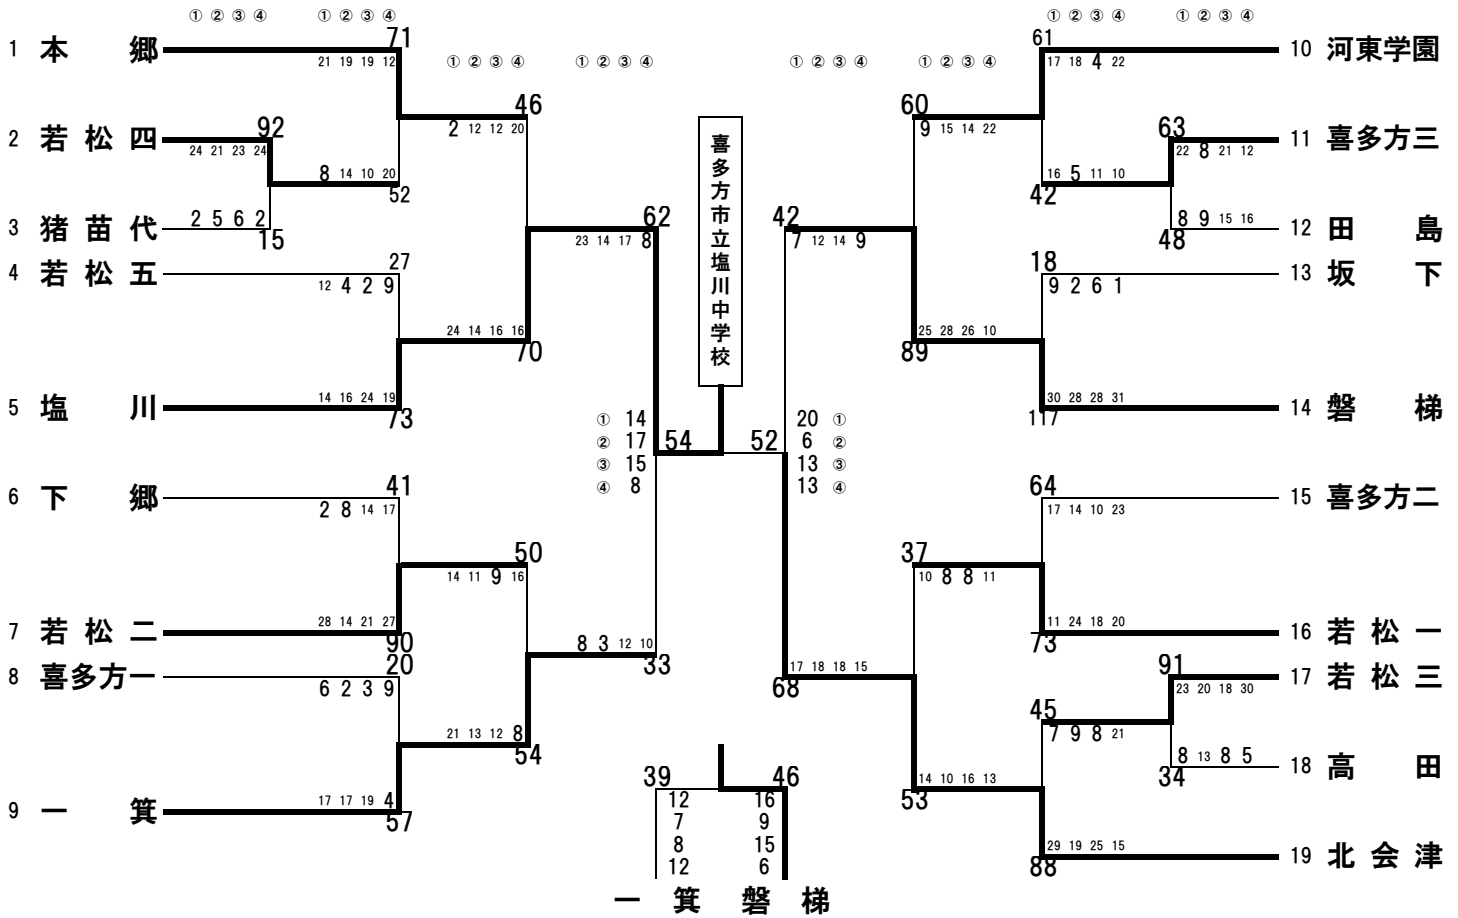 ① ② ③ ④ ① ② ③ ④
1 本 郷
71
21 19 19 12
① ② ③ ④ ① ② ③ ④
46
2 12 12 20
2 若 松 四
92
24 21 23 24
8 14 10 20
52
3 猪 苗 代
2 5 6 2
15
4 若 松 五
27
12 4 2 9
62
23 14 17 8
24 14 16 16
70
5 塩 川
14 16 24 19
73
6 下 郷
41
2 8 14 17
50
14 11 9 16
7 若 松 二
28 14 21 27
90
8 喜多方一
20
6 2 3 9
8 3 12 10
33
21 13 12 8
54
9 一 箕
17 17 19 4
57
喜多方市立塩川中学校
① 14
② 17
③ 15
④ 8
54
52
20 ①
6 ②
13 ③
13 ④
39 46
12 16
7 9
8 15
12 6
一 箕 磐 梯
① ② ③ ④ ① ② ③ ④
61
17 18 4 22
10 河東学園
① ② ③ ④ ① ② ③ ④
60
9 15 14 22
63
22 8 21 12
11 喜多方三
16 5 11 10
42
8 9 15 16
48
12 田 島
42
7 12 14 9
18
9 2 6 1
13 坂 下
25 28 26 10
89
30 28 28 31
117
14 磐 梯
64
17 14 10 23
15 喜多方二
37
10 8 8 11
11 24 18 20
73
16 若 松 一
17 18 18 15
68
91
23 20 18 30
17 若 松 三
45
7 9 8 21
8 13 8 5
34
18 高 田
14 10 16 13
53
29 19 25 15
88
19 北 会 津